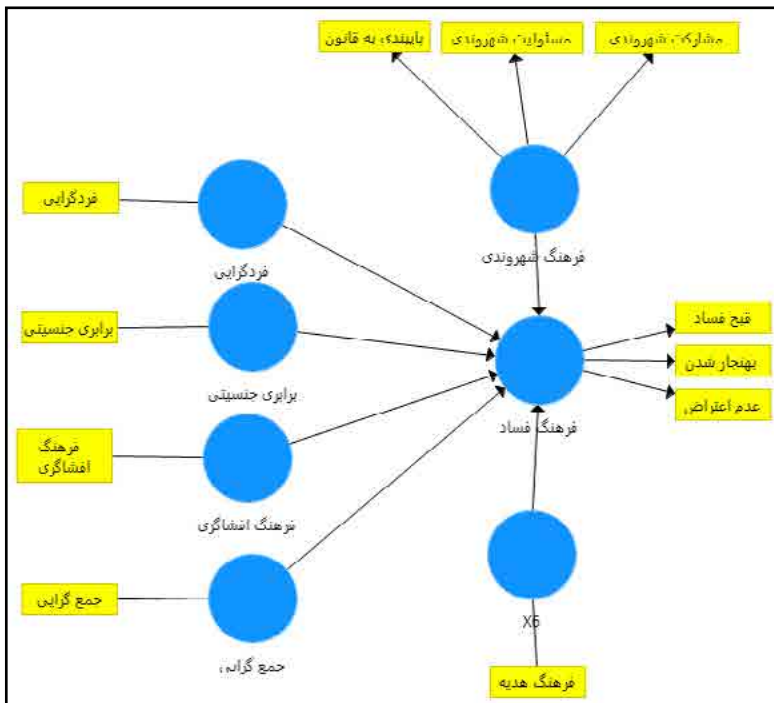 مشارکت شهروندی
مسئولیت شهروندی
پایبندی به قانون
فردگرایی
فردگرایی
فرهنگ شهروندی
برابری جنسیتی
برابری جنسیتی
قبح فساد
بهنجار شدن
عدم اعتراض
فرهنگ فساد
فرهنگ
افشاگری
فرهنگ افشاگری
جمع گرایی
جمع گرایی
X6
فرهنگ هدیه